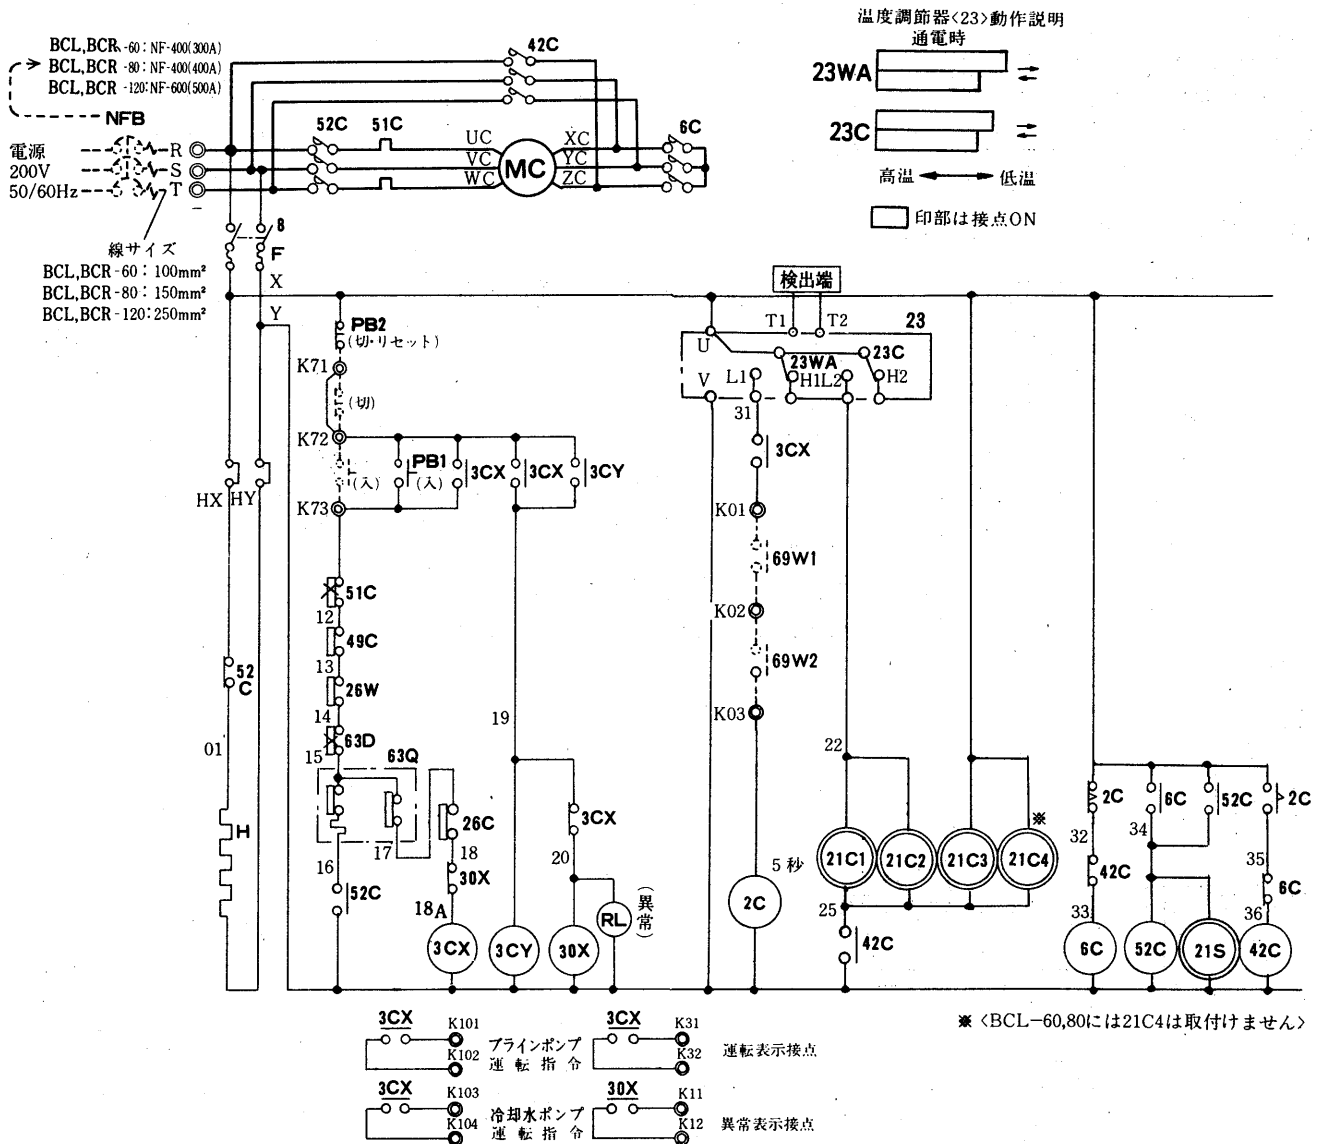 温度調節器〈23〉動作説明
通電時
23WA
23C
高温 低温
印部は接点ON
BCL,BCR-60：NF-400(300A)
BCL,BCR-80：NF-400(400A)
BCL,BCR-120：NF-600(500A)
NFB
42C
52C
51C
6C
電源
200V
50/60Hz
R
S
T
UC
VC
WC
MC
XC
YC
ZC
線サイズ
BCL,BCR-60：100mm²
BCL,BCR-80：150mm²
BCL,BCR-120：250mm²
8
F
X
Y
検出端
T1
T2
23
PB2
(切・リセット)
K71
(切)
K72
(入)
PB1
(入)
3CX
3CX
3CY
K73
U
V
L1
23WA
H1
L2
23C
H2
31
3CX
K01
69W1
K02
69W2
K03
HX
HY
51C
12
49C
13
26W
14
63D
15
63Q
52
C
01
H
16
17
26C
18
30X
18A
52C
19
3CX
20
RL
(異常)
3CX
3CY
30X
5秒
2C
22
21C1
21C2
21C3
※
21C4
25
42C
2C
32
42C
33
6C
34
52C
2C
35
6C
36
6C
52C
21S
42C
※〈BCL-60,80には21C4は取付けません〉
3CX
K101
K102
ブラインポンプ
運転指令
3CX
K31
K32
運転表示接点
3CX
K103
K104
冷却水ポンプ
運転指令
30X
K11
K12
異常表示接点